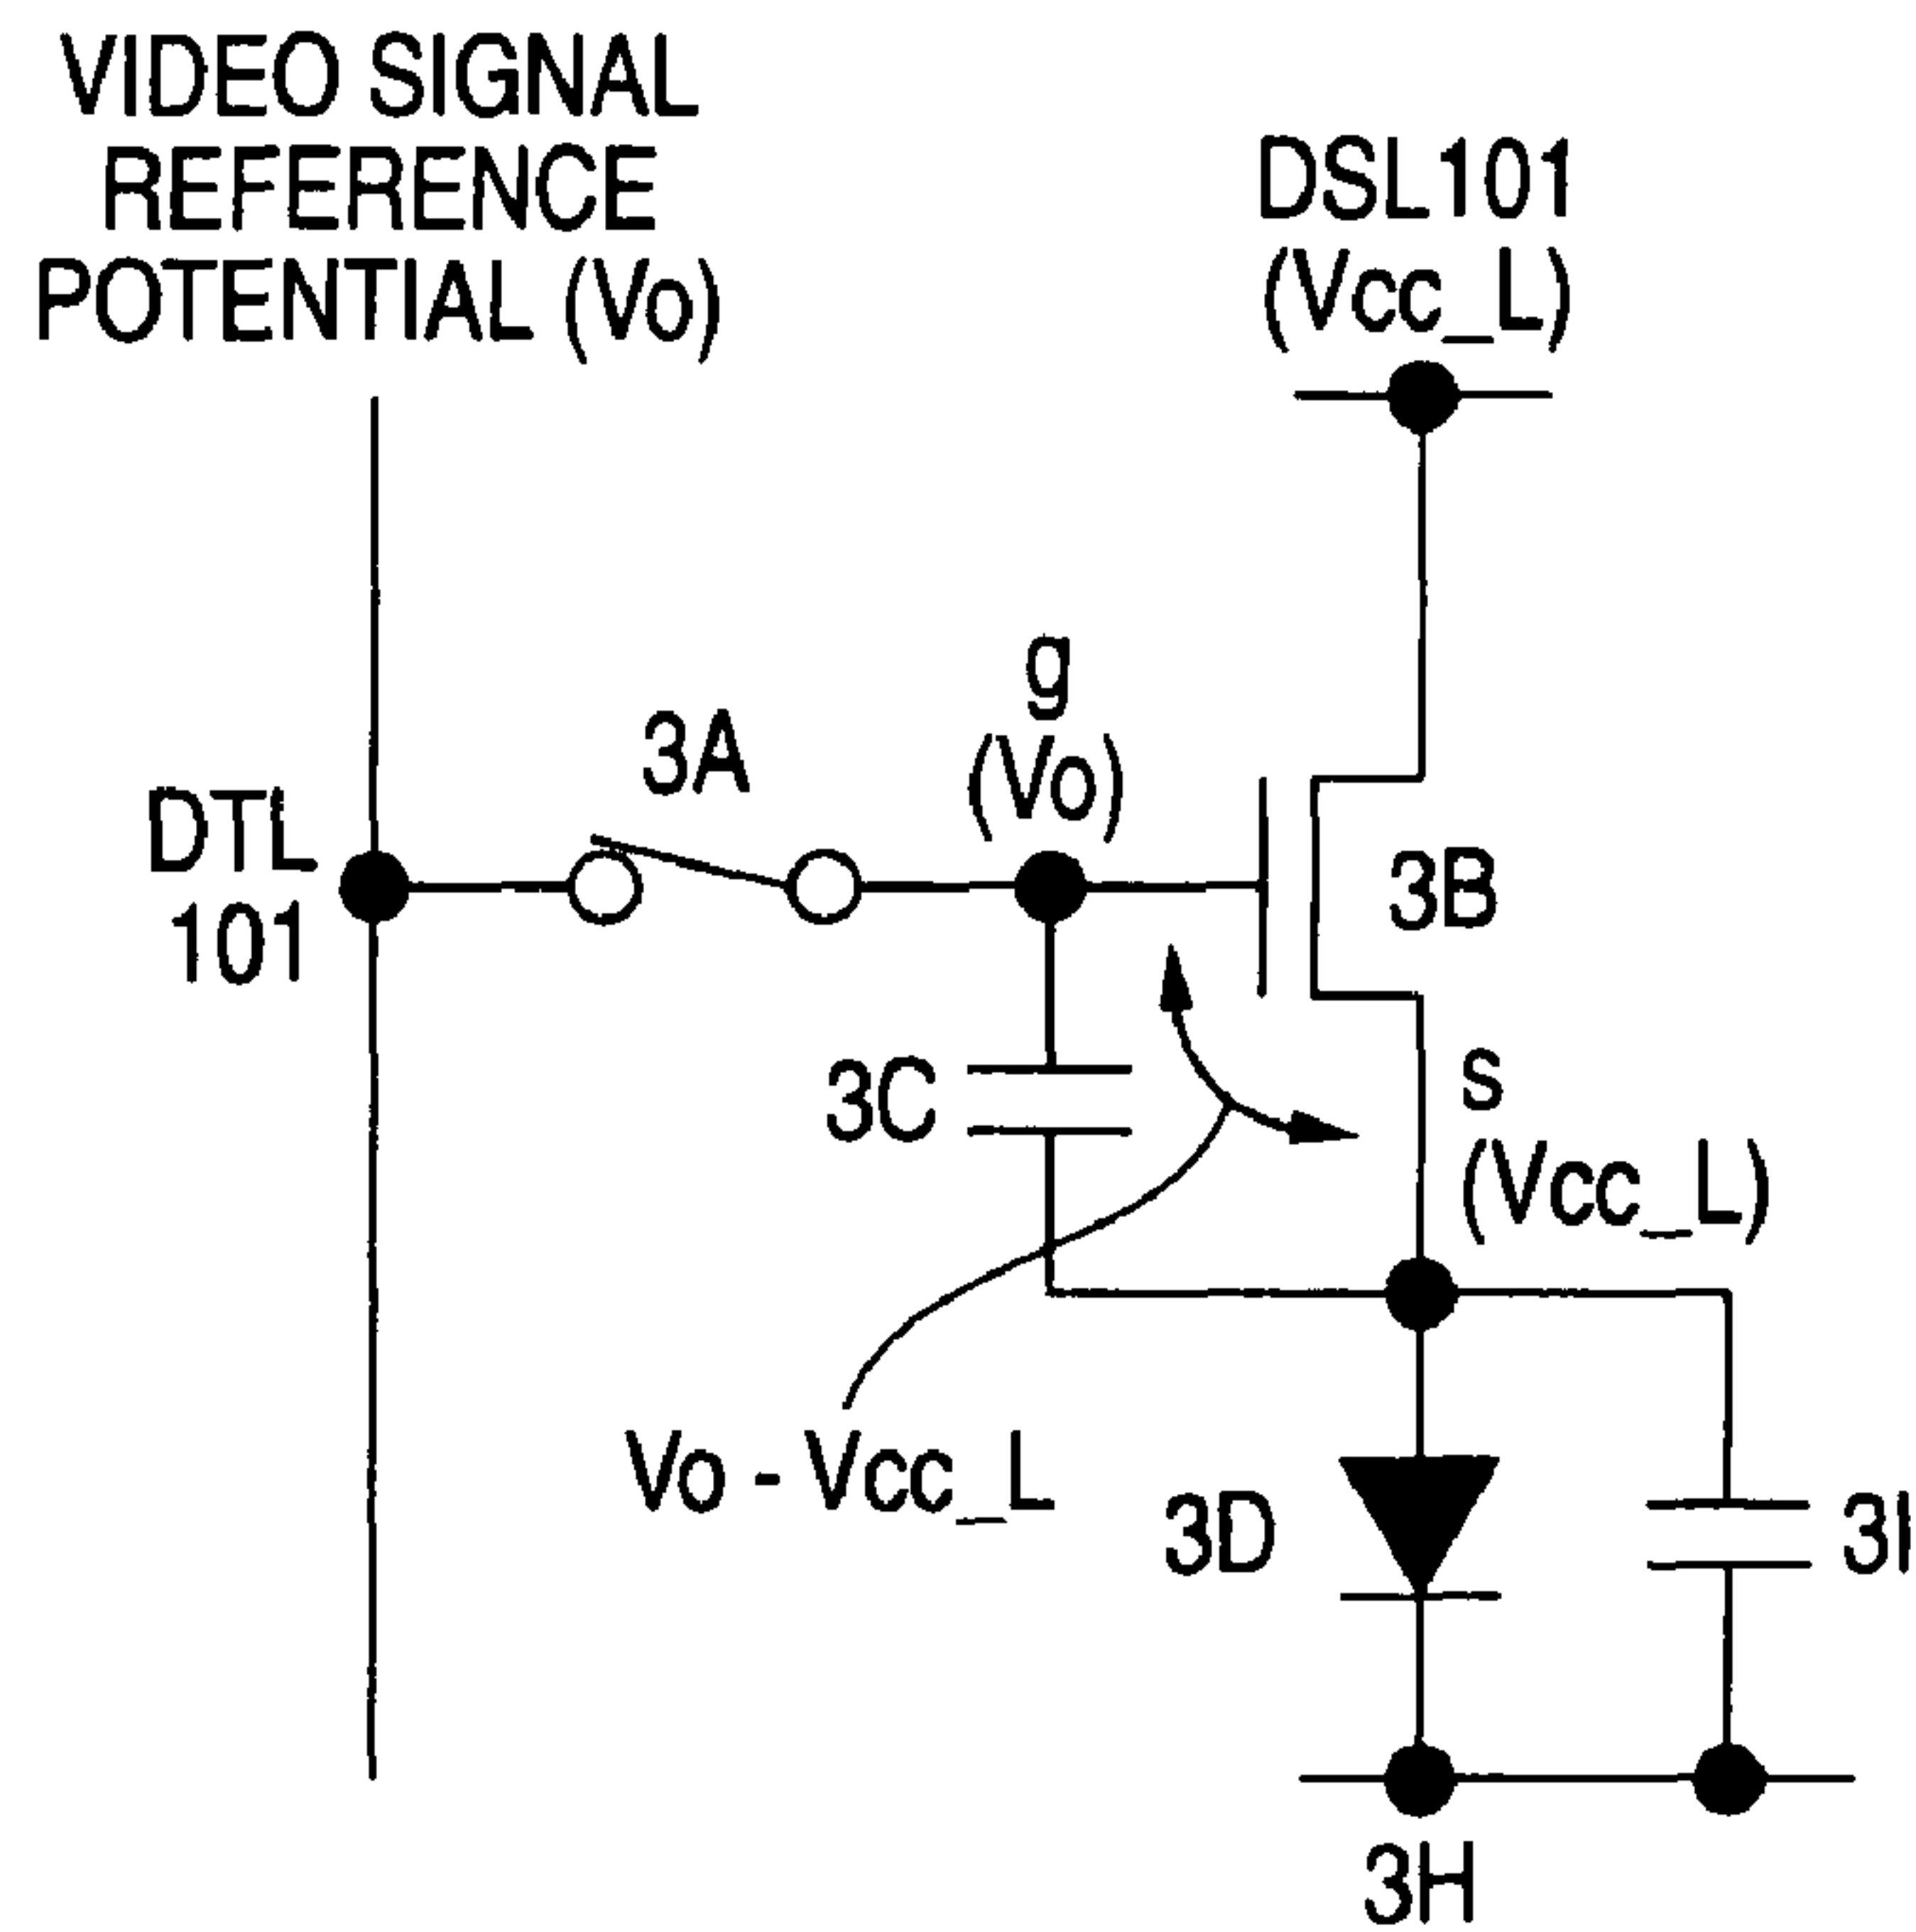 VIDEO SIGNAL
REFERENCE
POTENTIAL (Vo)
DSL101
(Vcc_L)
g
(Vo)
3A
DTL
101
3B
3C
s
(Vcc_L)
Vo - Vcc_L
3D
3I
3H